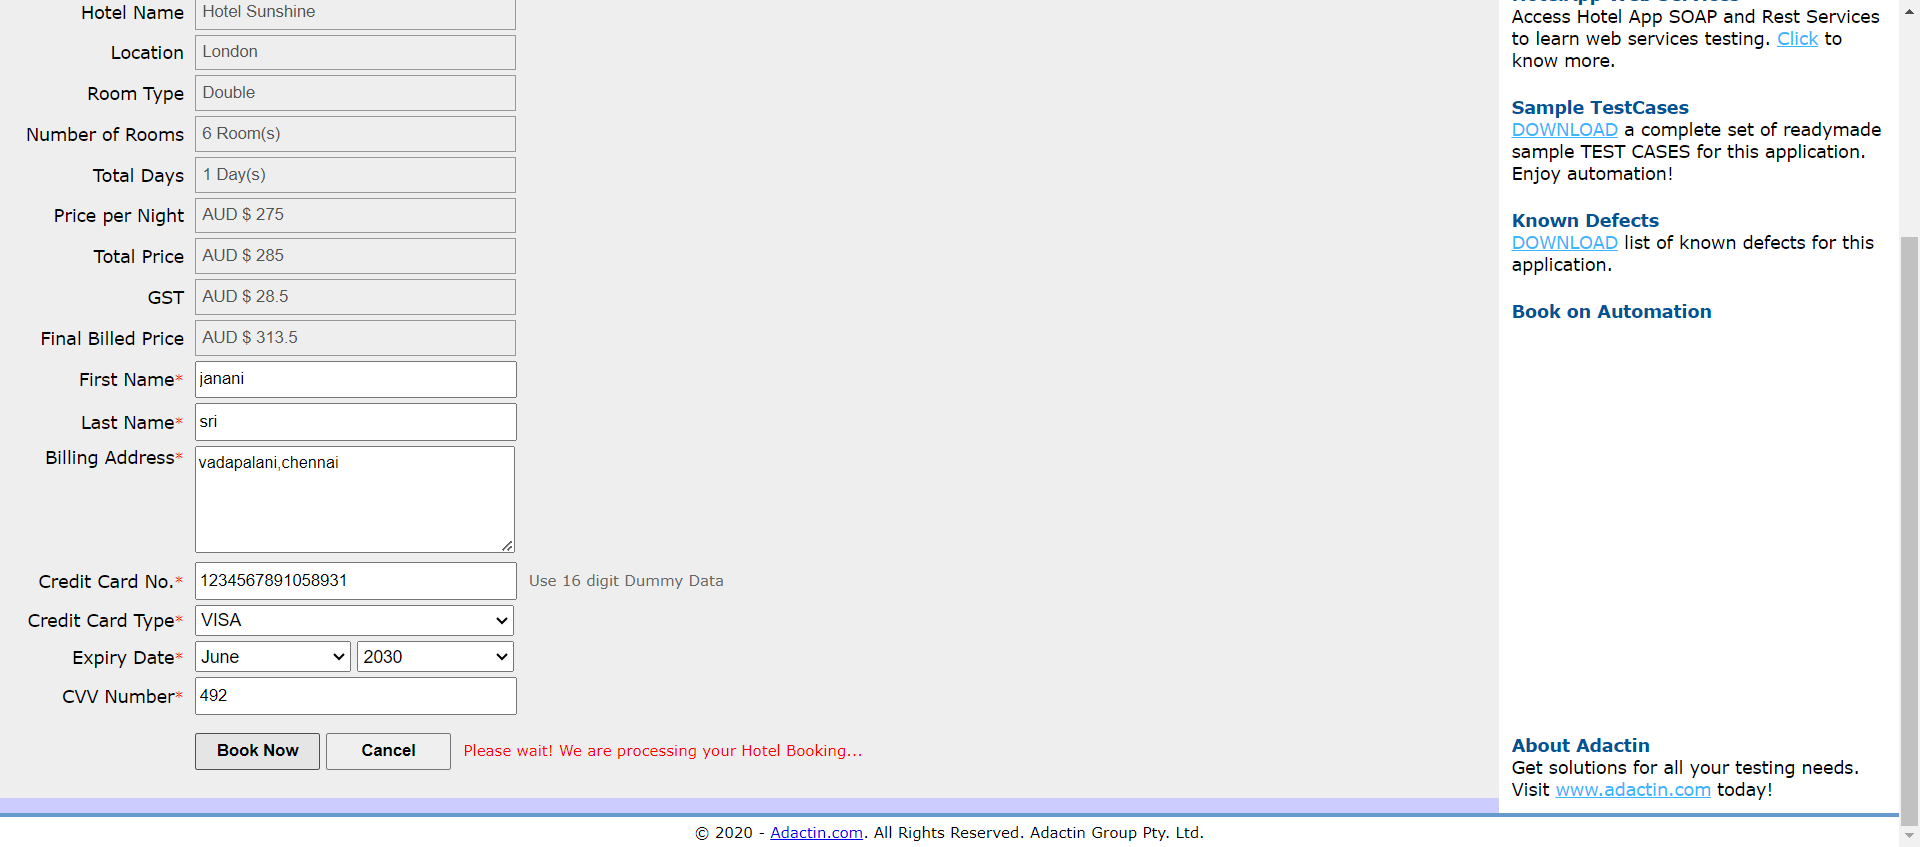 Hotel Name Hotel Sunshine
Location London
Room Type Double
Number of Rooms 6 Room(s)
Total Days 1 Day(s)
Price per Night AUD $ 275
Total Price AUD $ 285
GST AUD $ 28.5
Final Billed Price AUD $ 313.5
First Name* janani
Last Name* sri
Billing Address* vadapalani,chennai
Credit Card No.* 1234567891058931 Use 16 digit Dummy Data
Credit Card Type* VISA
Expiry Date* June 2030
CVV Number* 492
Book Now Cancel Please wait! We are processing your Hotel Booking...
Access Hotel App SOAP and Rest Services
to learn web services testing. Click to
know more.
Sample TestCases
DOWNLOAD a complete set of readymade
sample TEST CASES for this application.
Enjoy automation!
Known Defects
DOWNLOAD list of known defects for this
application.
Book on Automation
About Adactin
Get solutions for all your testing needs.
Visit www.adactin.com today!
© 2020 - Adactin.com. All Rights Reserved. Adactin Group Pty. Ltd.